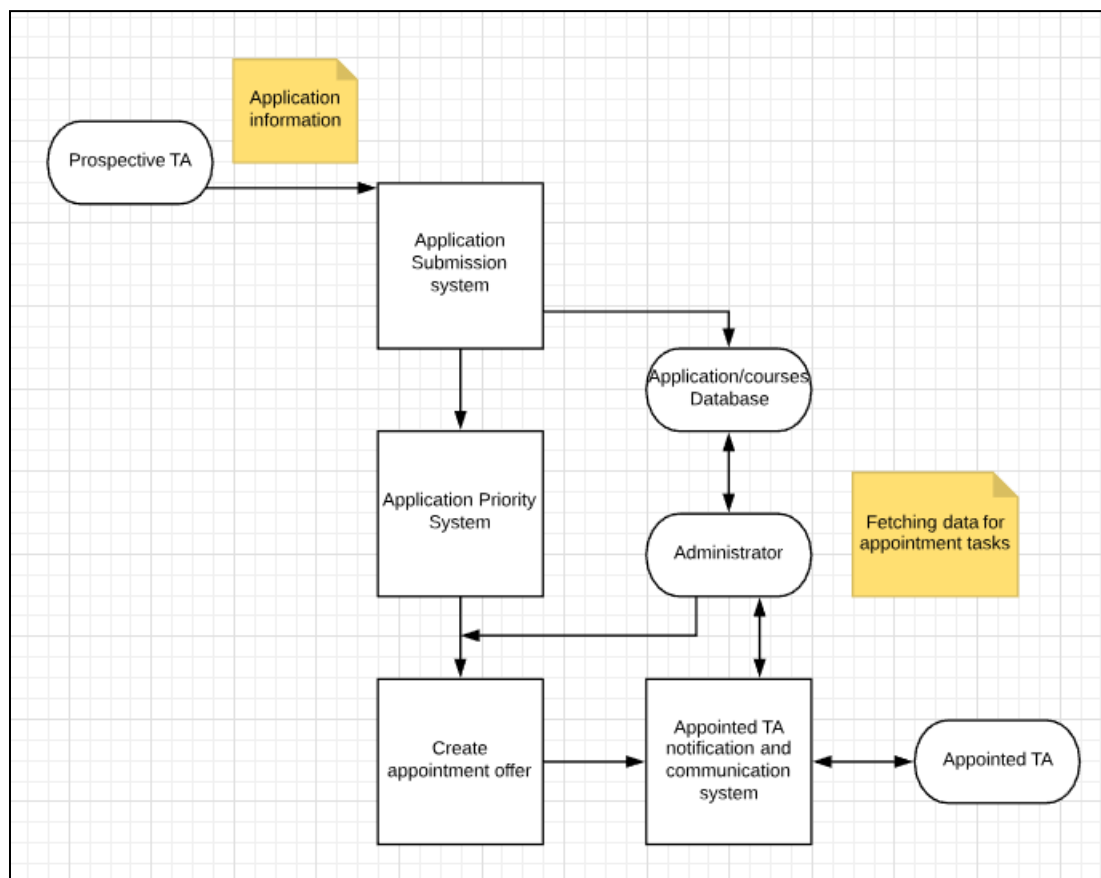 Application
information
Prospective TA
Application
Submission
system
Application/courses
Database
Application Priority
System
Administrator
Fetching data for
appointment tasks
Create
appointment offer
Appointed TA
notification and
communication
system
Appointed TA